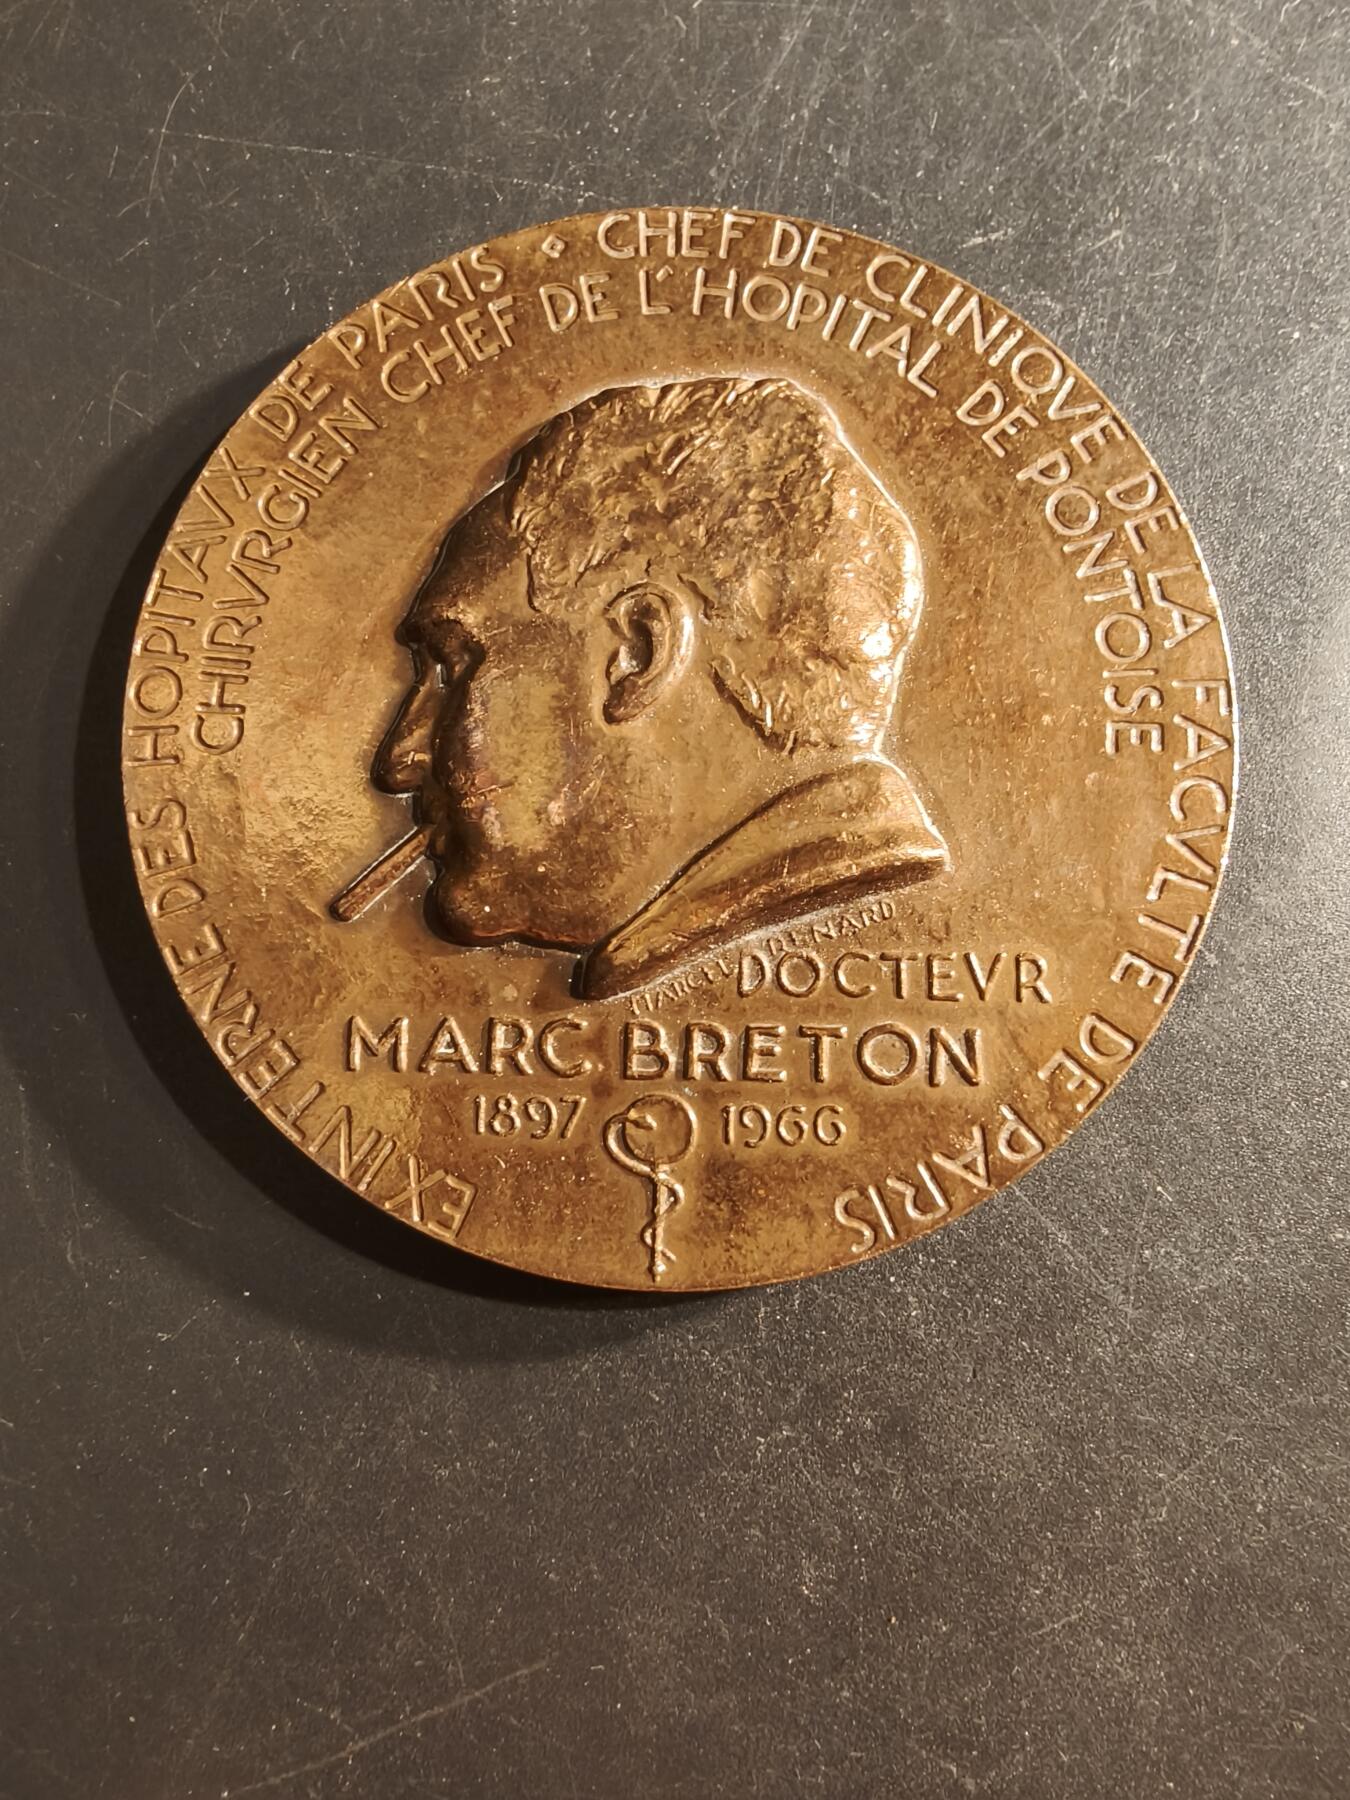 EX INTERNE DES HOPITAVX DE PARIS CHEF DE CLINIQVE DE LA FACVLTE DE PARIS
CHIRVRGIEN CHEF DE L'HOPITAL DE PONTOISE
RENARD
DOCTEVR
MARC BRETON
1897 1966